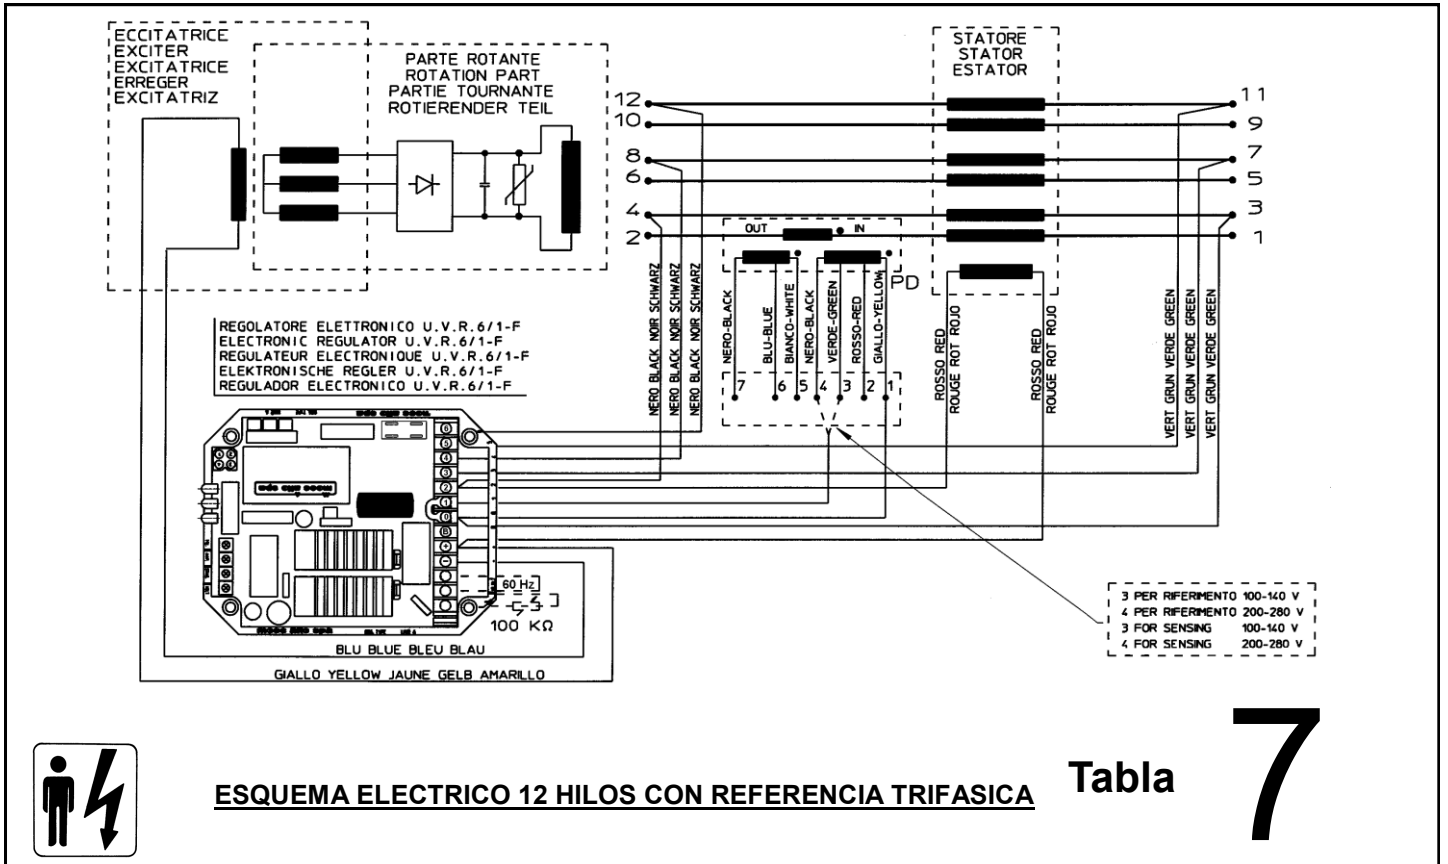 ECCITATRICE
EXCITER
EXCITATRICE
ERREGER
EXCITATRIZ
PARTE ROTANTE
ROTATION PART
PARTIE TOURNANTE
ROTIERENDER TEIL
STATORE
STATOR
ESTATOR
12
10
8
6
4
2
11
9
7
5
3
1
OUT
IN
PD
NERO BLACK NOIR SCHWARZ
NERO BLACK NOIR SCHWARZ
NERO BLACK NOIR SCHWARZ
NERO-BLACK
BLU-BLUE
BIANCO-WHITE
NERO-BLACK
VERDE-GREEN
ROSSO-RED
GIALLO-YELLOW
7
6
5
4
3
2
1
ROSSO RED
ROUGE ROT ROJO
ROSSO RED
ROUGE ROT ROJO
VERT GRUN VERDE GREEN
VERT GRUN VERDE GREEN
VERT GRUN VERDE GREEN
REGOLATORE ELETTRONICO U.V.R.6/1-F
ELECTRONIC REGULATOR U.V.R.6/1-F
REGULATEUR ELECTRONIQUE U.V.R.6/1-F
ELEKTRONISCHE REGLER U.V.R.6/1-F
REGULADOR ELECTRONICO U.V.R.6/1-F
6
5
4
3
2
1
0
B
+
-
60 Hz
100 KΩ
BLU BLUE BLEU BLAU
GIALLO YELLOW JAUNE GELB AMARILLO
3 PER RIFERIMENTO 100-140 V
4 PER RIFERIMENTO 200-280 V
3 FOR SENSING 100-140 V
4 FOR SENSING 200-280 V
ESQUEMA ELECTRICO 12 HILOS CON REFERENCIA TRIFASICA
Tabla 7